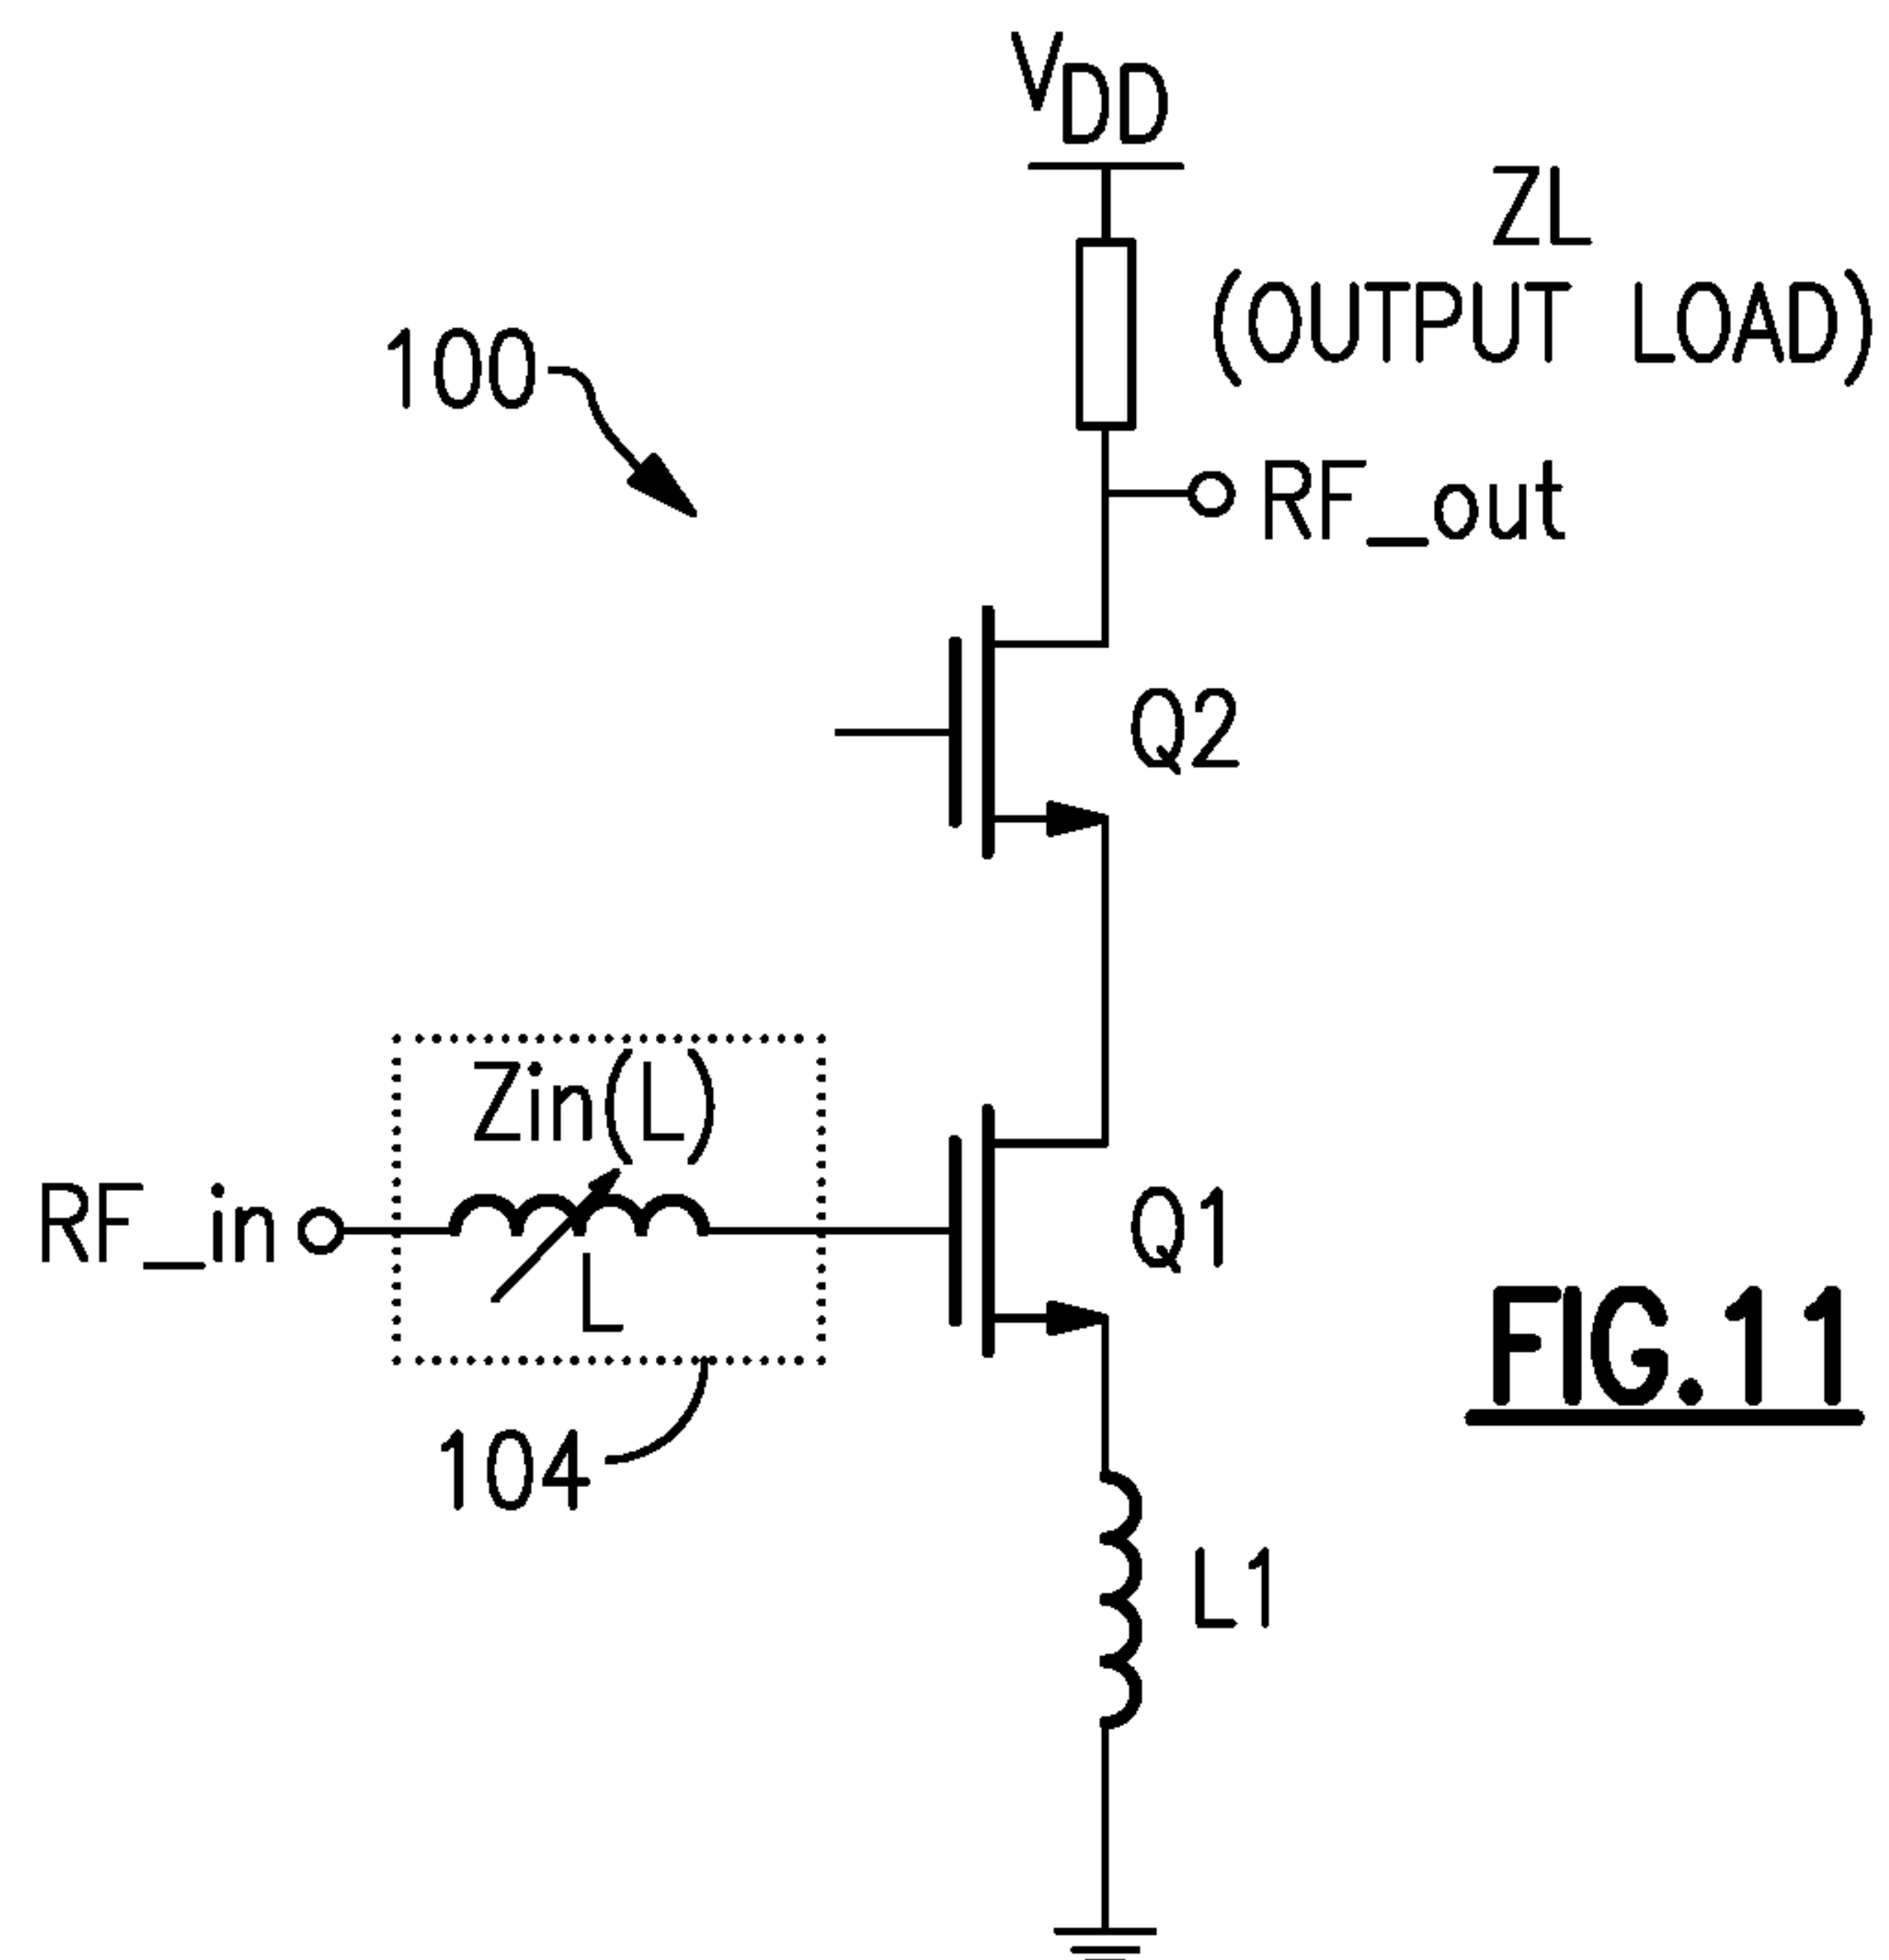 VDD
ZL
(OUTPUT LOAD)
100
RF_out
Q2
Zin(L)
RF_in
L
Q1
104
L1
FIG.11